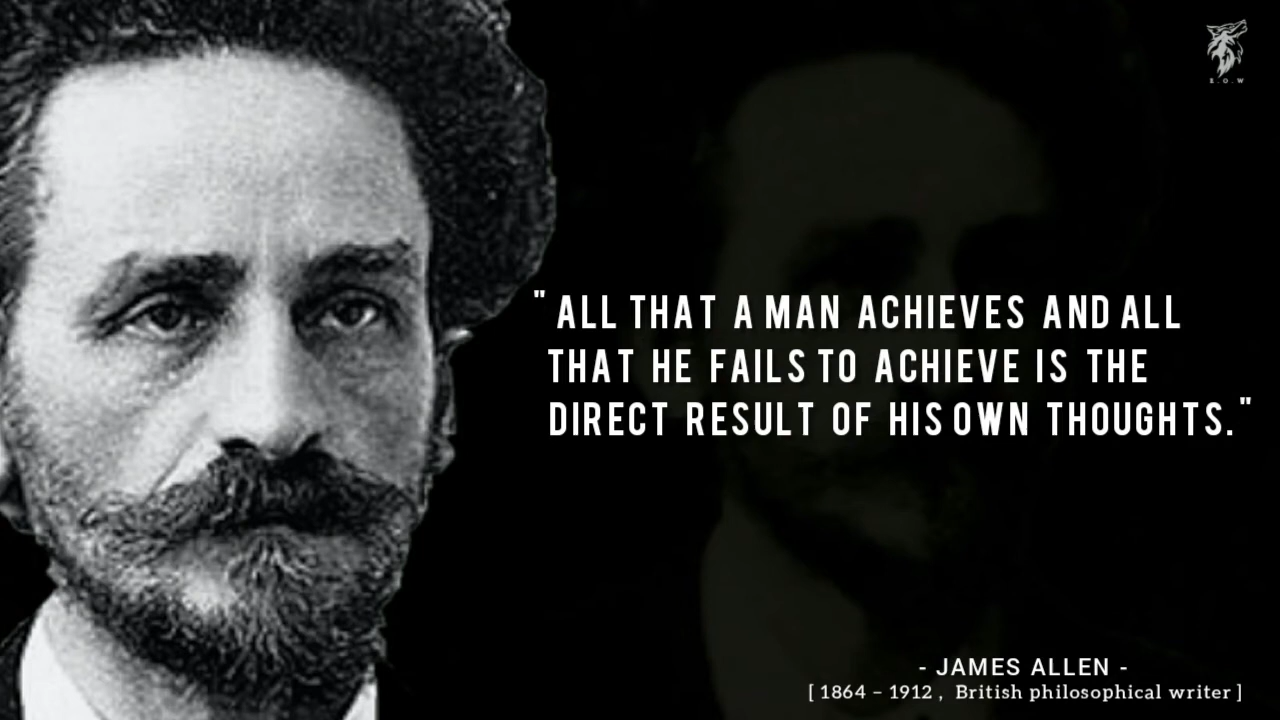 " ALL THAT A MAN ACHIEVES AND ALL
THAT HE FAILS TO ACHIEVE IS THE
DIRECT RESULT OF HIS OWN THOUGHTS."
- JAMES ALLEN -
[ 1864 – 1912 , British philosophical writer ]